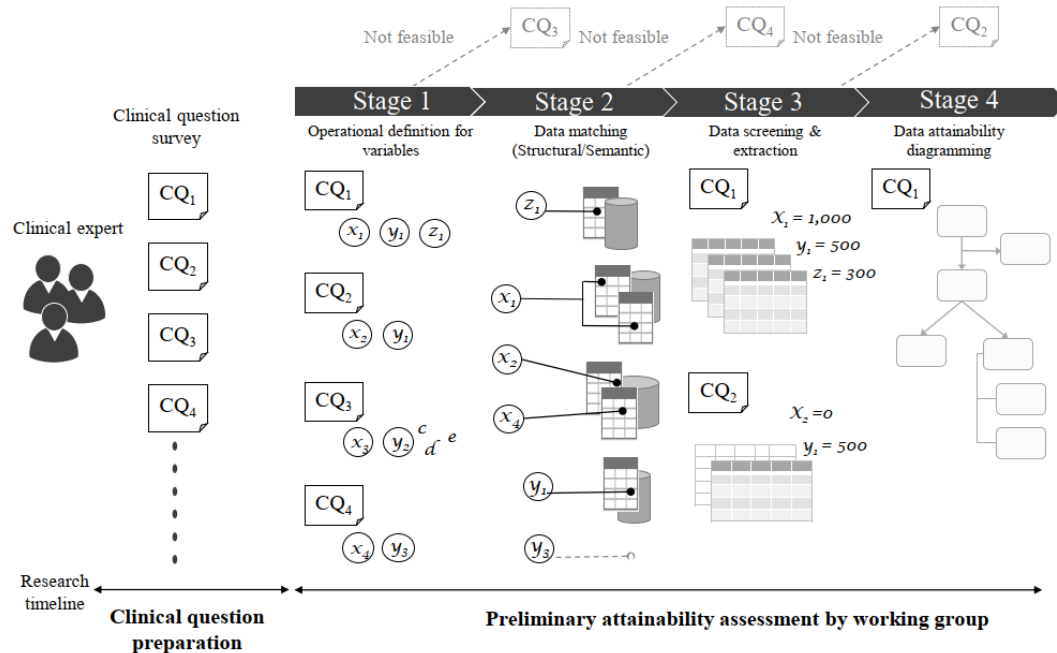 CQ3
CQ4
CQ2
Not feasible
Not feasible
Not feasible
Stage 1
Stage 2
Stage 3
Stage 4
Clinical question
survey
Operational definition for
variables
Data matching
(Structural/Semantic)
Data screening &
extraction
Data attainability
diagramming
Clinical expert
CQ1
CQ2
CQ3
CQ4
CQ1
x1 y1 z1
CQ2
x2 y1
CQ3
x3 y2 c d e
CQ4
x4 y3
z1
x1
x2
x4
y1
y3
CQ1
X1 = 1,000
y1 = 500
z1 = 300
CQ2
X2 =0
y1 = 500
CQ1
Research
timeline
Clinical question
preparation
Preliminary attainability assessment by working group